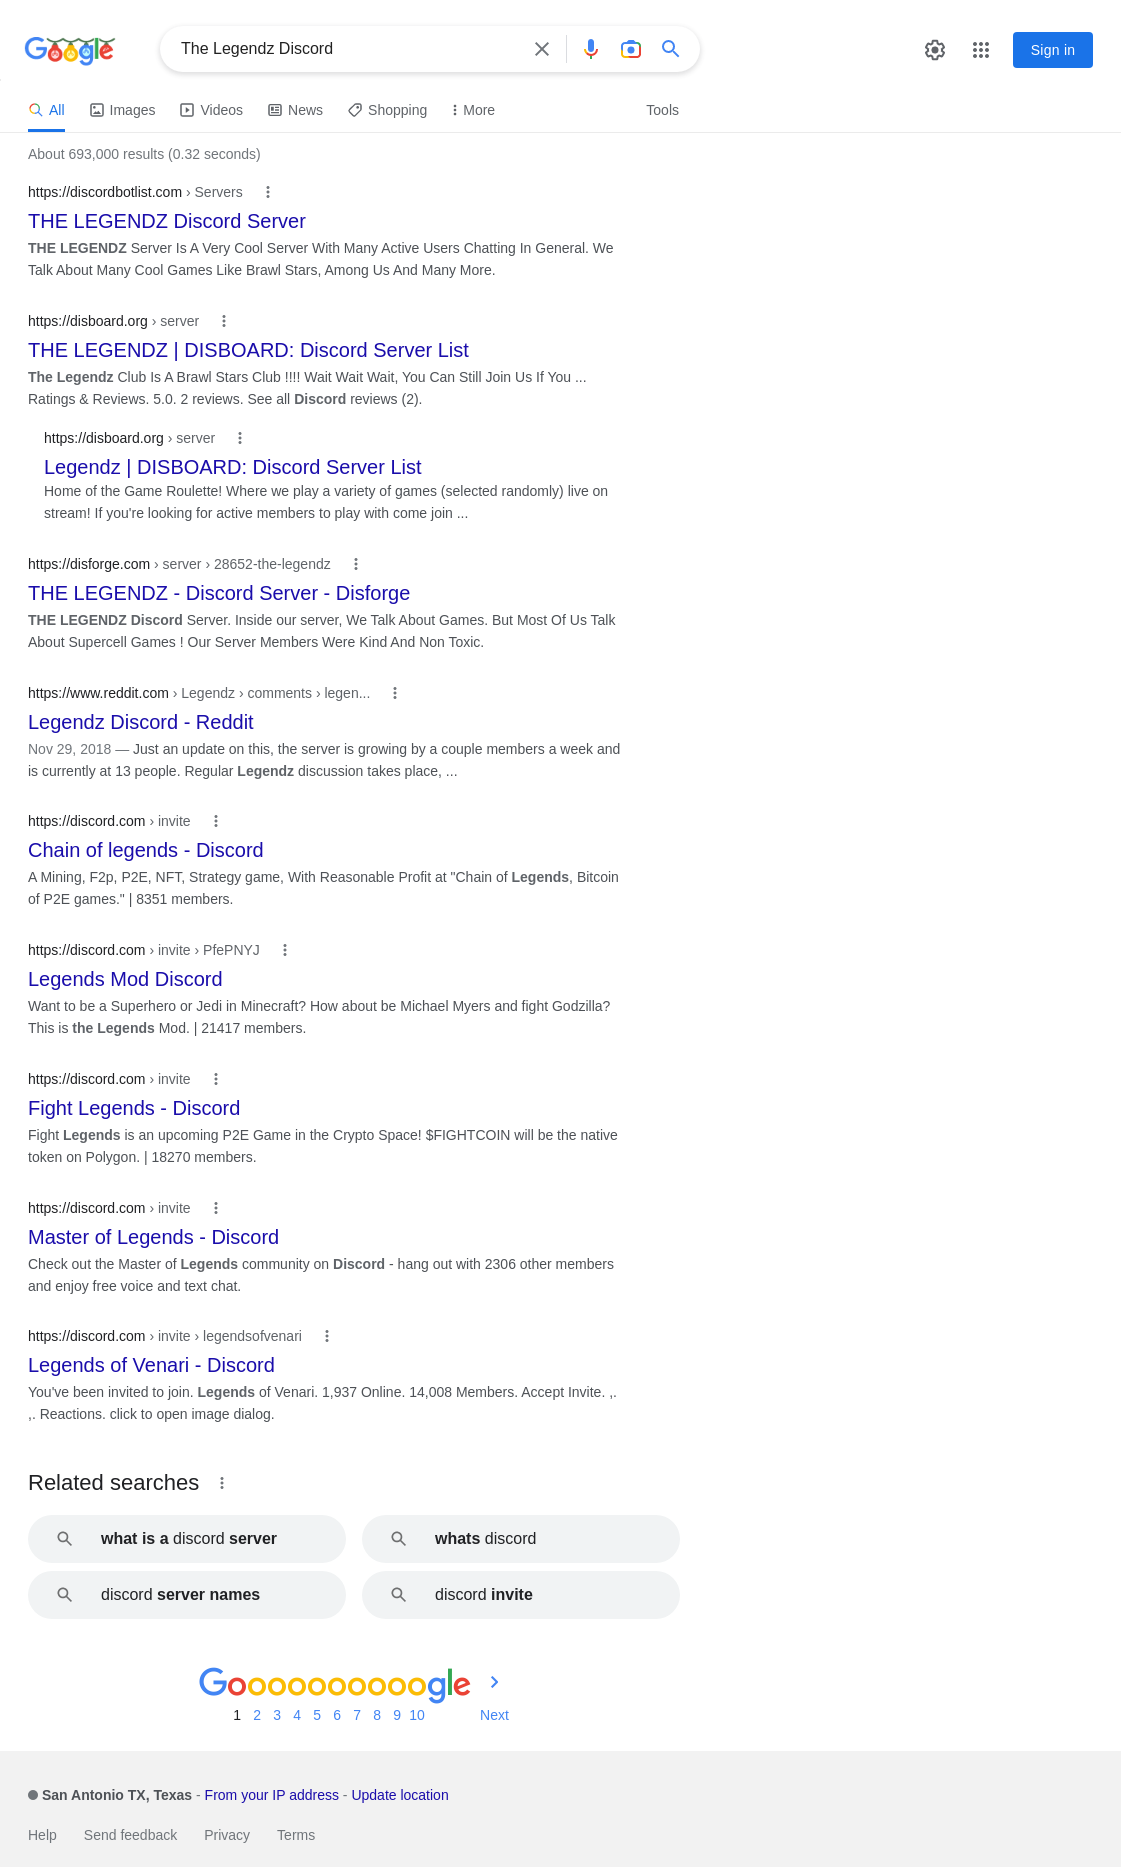 Google
The Legendz Discord
Sign in
All
Images
Videos
News
Shopping
More
Tools
About 693,000 results (0.32 seconds)
https://discordbotlist.com › Servers
THE LEGENDZ Discord Server
THE LEGENDZ Server Is A Very Cool Server With Many Active Users Chatting In General. We
Talk About Many Cool Games Like Brawl Stars, Among Us And Many More.
https://disboard.org › server
THE LEGENDZ | DISBOARD: Discord Server List
The Legendz Club Is A Brawl Stars Club !!!! Wait Wait Wait, You Can Still Join Us If You ...
Ratings & Reviews. 5.0. 2 reviews. See all Discord reviews (2).
https://disboard.org › server
Legendz | DISBOARD: Discord Server List
Home of the Game Roulette! Where we play a variety of games (selected randomly) live on
stream! If you're looking for active members to play with come join ...
https://disforge.com › server › 28652-the-legendz
THE LEGENDZ - Discord Server - Disforge
THE LEGENDZ Discord Server. Inside our server, We Talk About Games. But Most Of Us Talk
About Supercell Games ! Our Server Members Were Kind And Non Toxic.
https://www.reddit.com › Legendz › comments › legen...
Legendz Discord - Reddit
Nov 29, 2018 — Just an update on this, the server is growing by a couple members a week and
is currently at 13 people. Regular Legendz discussion takes place, ...
https://discord.com › invite
Chain of legends - Discord
A Mining, F2p, P2E, NFT, Strategy game, With Reasonable Profit at "Chain of Legends, Bitcoin
of P2E games." | 8351 members.
https://discord.com › invite › PfePNYJ
Legends Mod Discord
Want to be a Superhero or Jedi in Minecraft? How about be Michael Myers and fight Godzilla?
This is the Legends Mod. | 21417 members.
https://discord.com › invite
Fight Legends - Discord
Fight Legends is an upcoming P2E Game in the Crypto Space! $FIGHTCOIN will be the native
token on Polygon. | 18270 members.
https://discord.com › invite
Master of Legends - Discord
Check out the Master of Legends community on Discord - hang out with 2306 other members
and enjoy free voice and text chat.
https://discord.com › invite › legendsofvenari
Legends of Venari - Discord
You've been invited to join. Legends of Venari. 1,937 Online. 14,008 Members. Accept Invite. ,.
,. Reactions. click to open image dialog.
Related searches
what is a discord server
whats discord
discord server names
discord invite
Goooooooooogle
1 2 3 4 5 6 7 8 9 10 Next
San Antonio TX, Texas - From your IP address - Update location
Help Send feedback Privacy Terms